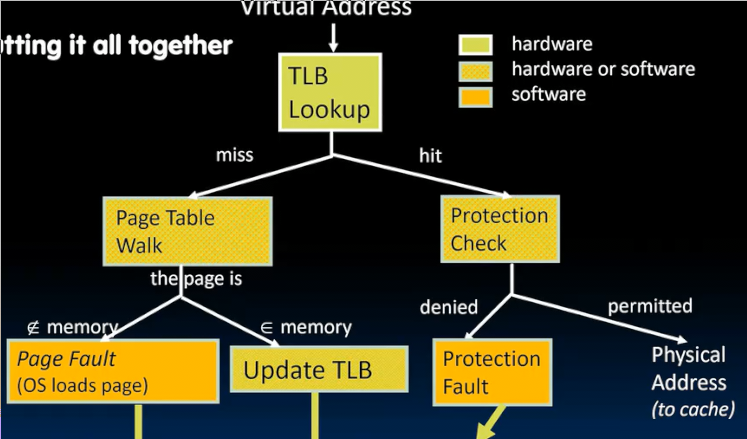 Virtual Address
tting it all together
hardware
hardware or software
software
TLB
Lookup
miss
hit
Page Table
Walk
Protection
Check
the page is
denied
permitted
∉ memory
∈ memory
Page Fault
(OS loads page)
Update TLB
Protection
Fault
Physical
Address
(to cache)